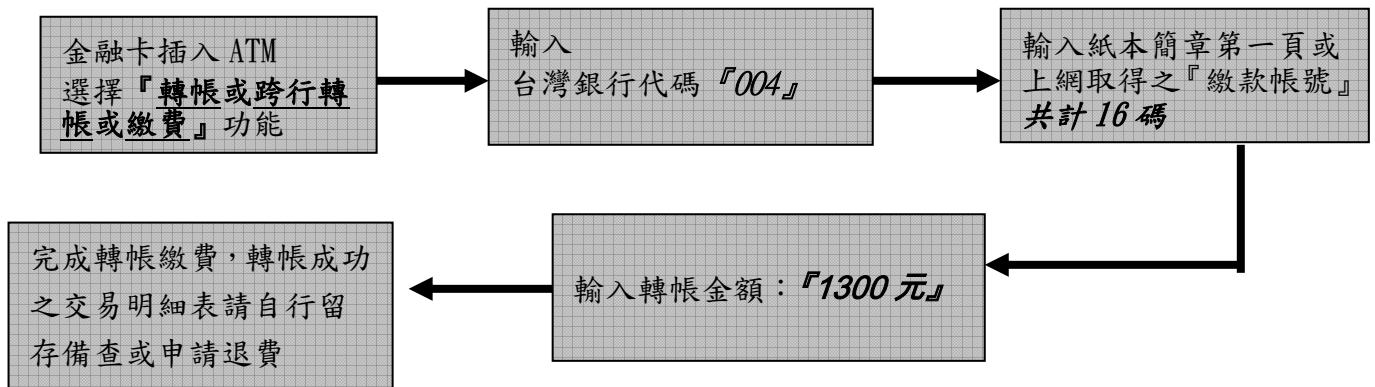 金融卡插入 ATM
選擇『轉帳或跨行轉
帳或繳費』功能
輸入
台灣銀行代碼『004』
輸入紙本簡章第一頁或
上網取得之『繳款帳號』
共計 16 碼
輸入轉帳金額：『1300 元』
完成轉帳繳費，轉帳成功
之交易明細表請自行留
存備查或申請退費